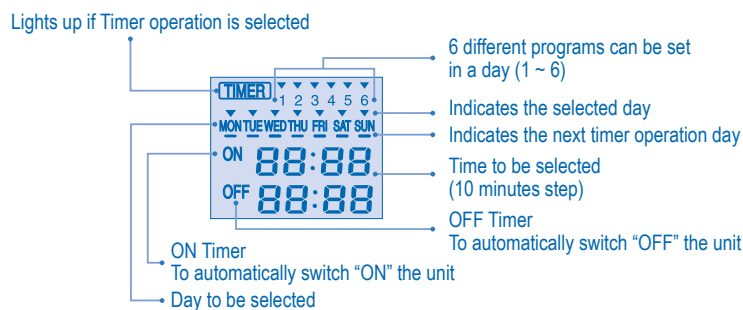 Lights up if Timer operation is selected
6 different programs can be set
in a day (1 ~ 6)
TIMER
1 2 3 4 5 6
Indicates the selected day
MON TUE WED THU FRI SAT SUN
Indicates the next timer operation day
ON 88:88
Time to be selected
(10 minutes step)
OFF 88:88
OFF Timer
To automatically switch “OFF” the unit
ON Timer
To automatically switch “ON” the unit
Day to be selected